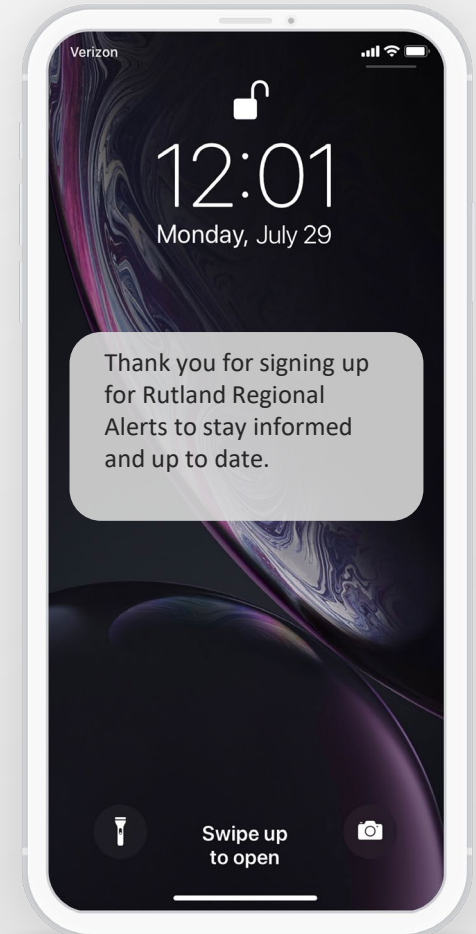 Verizon
12:01
Monday, July 29
Thank you for signing up
for Rutland Regional
Alerts to stay informed
and up to date.
Swipe up
to open